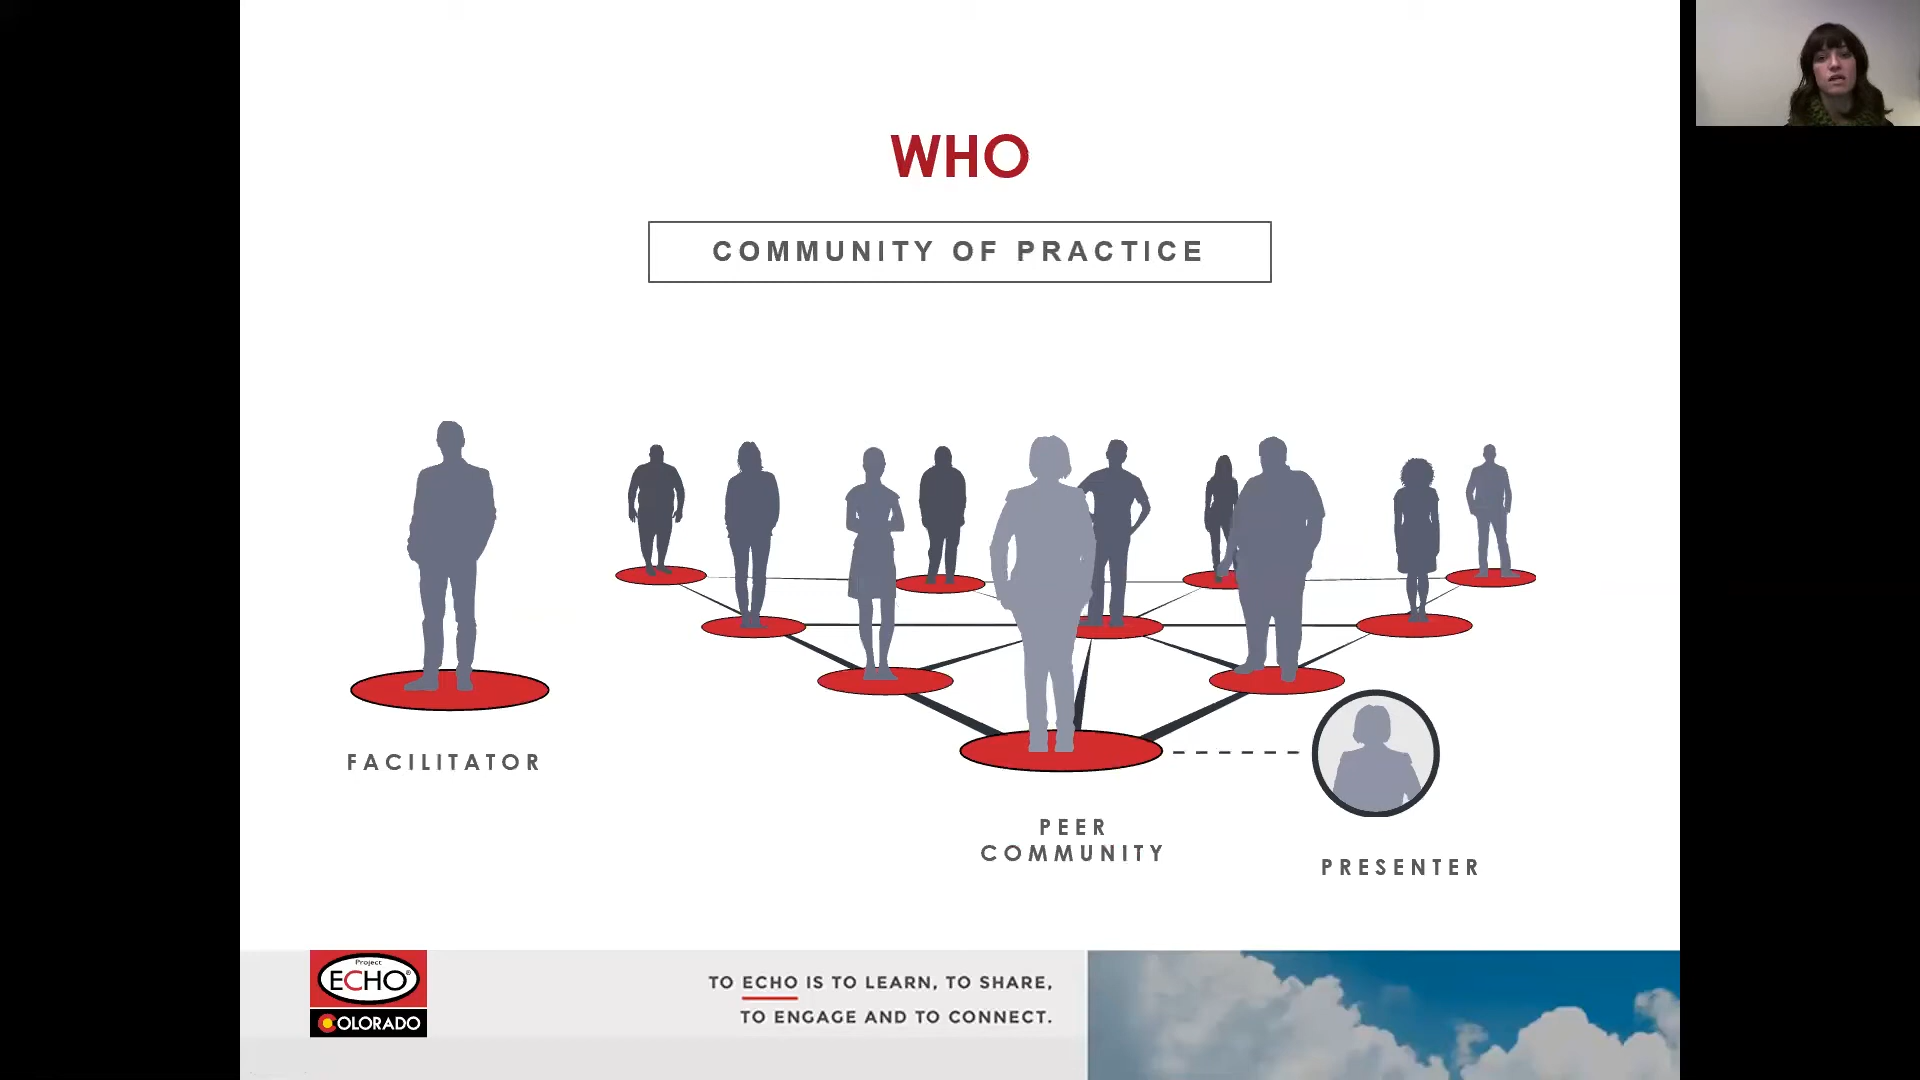 WHO
COMMUNITY OF PRACTICE
FACILITATOR
PEER
COMMUNITY
PRESENTER
Project
ECHO®
COLORADO
TO ECHO IS TO LEARN, TO SHARE,
TO ENGAGE AND TO CONNECT.